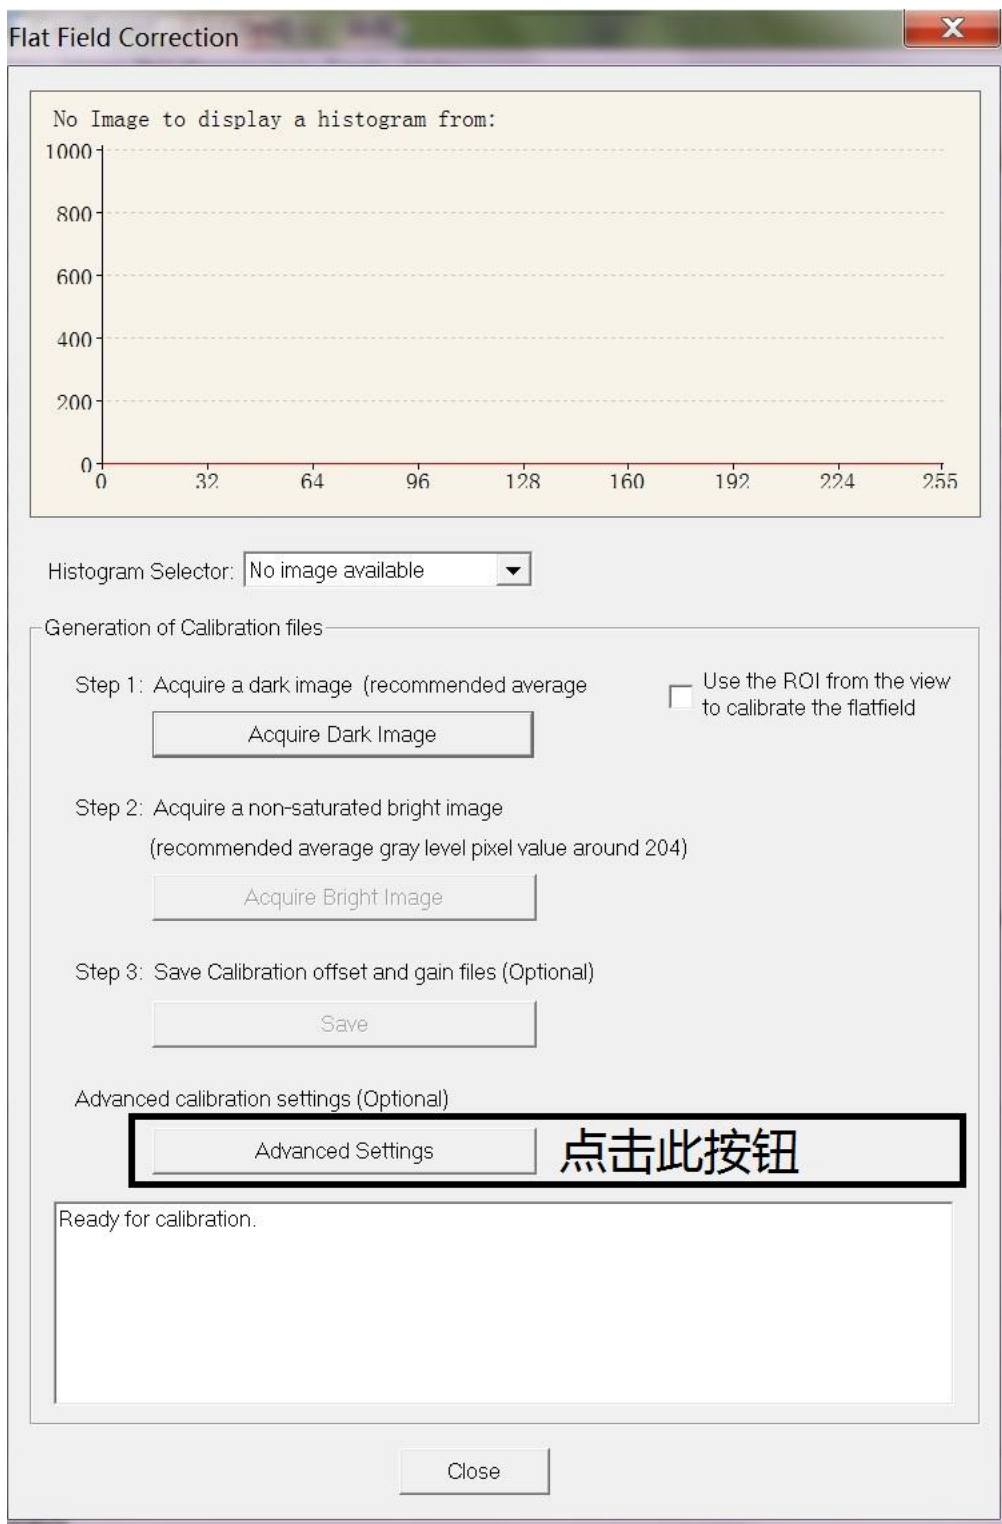 Flat Field Correction
X
No Image to display a histogram from:
1000
800
600
400
200
0
0 32 64 96 128 160 192 224 255
Histogram Selector: No image available
Generation of Calibration files
Step 1: Acquire a dark image (recommended average
Use the ROI from the view
to calibrate the flatfield
Acquire Dark Image
Step 2: Acquire a non-saturated bright image
(recommended average gray level pixel value around 204)
Acquire Bright Image
Step 3: Save Calibration offset and gain files (Optional)
Save
Advanced calibration settings (Optional)
Advanced Settings 点击此按钮
Ready for calibration.
Close